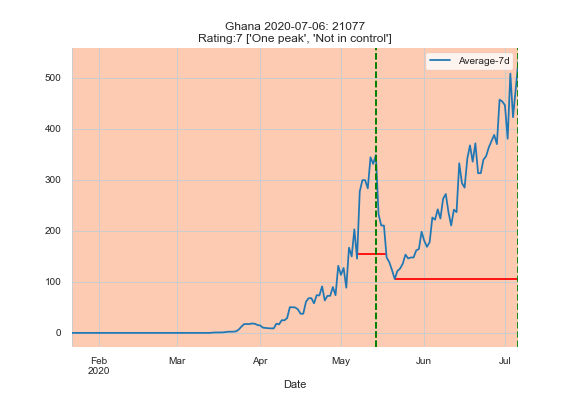 Ghana 2020-07-06: 21077
Rating:7 ['One peak', 'Not in control']
Average-7d
500
400
300
200
100
0
Feb
2020
Mar
Apr
May
Jun
Jul
Date